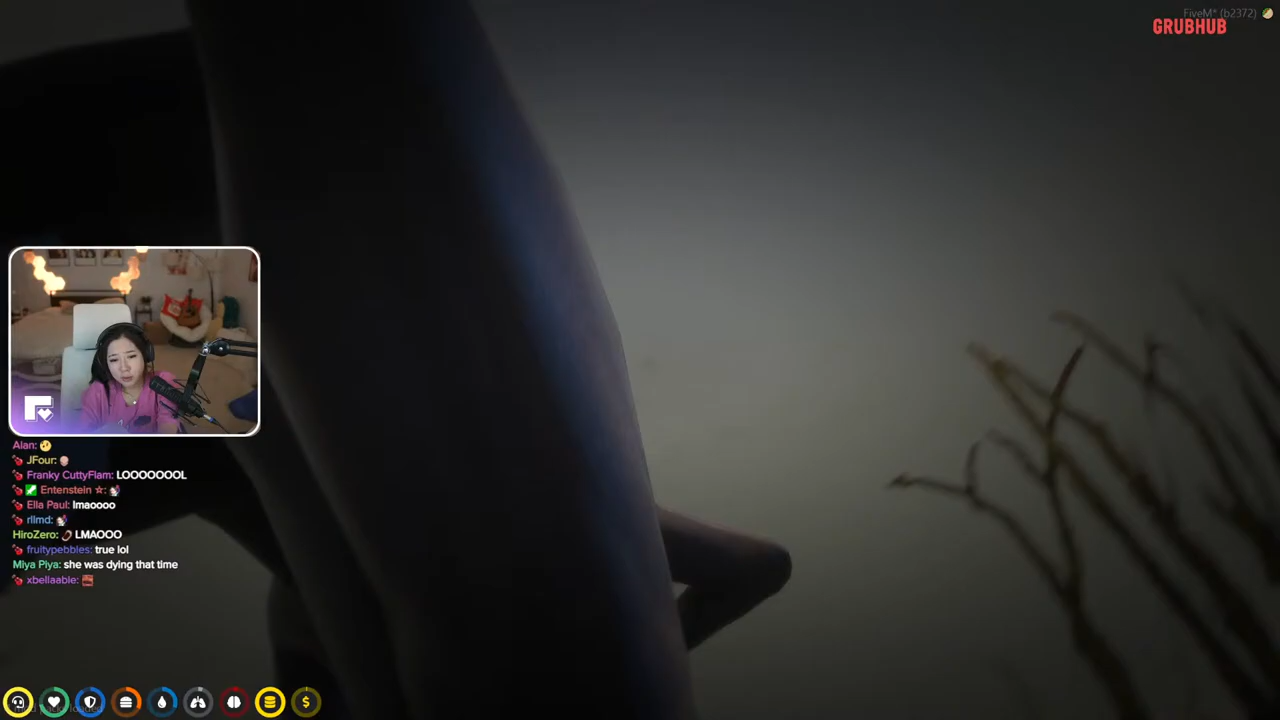 FiveM* (b2372)
GRUBHUB
Alan:
JFour:
Franky CuttyFlam: LOOOOOOOL
Entenstein ☆:
Ella Paul: lmaoooo
rllmd:
HiroZero: LMAOOO
fruitypebbles: true lol
Miya Piya: she was dying that time
xbellaable: